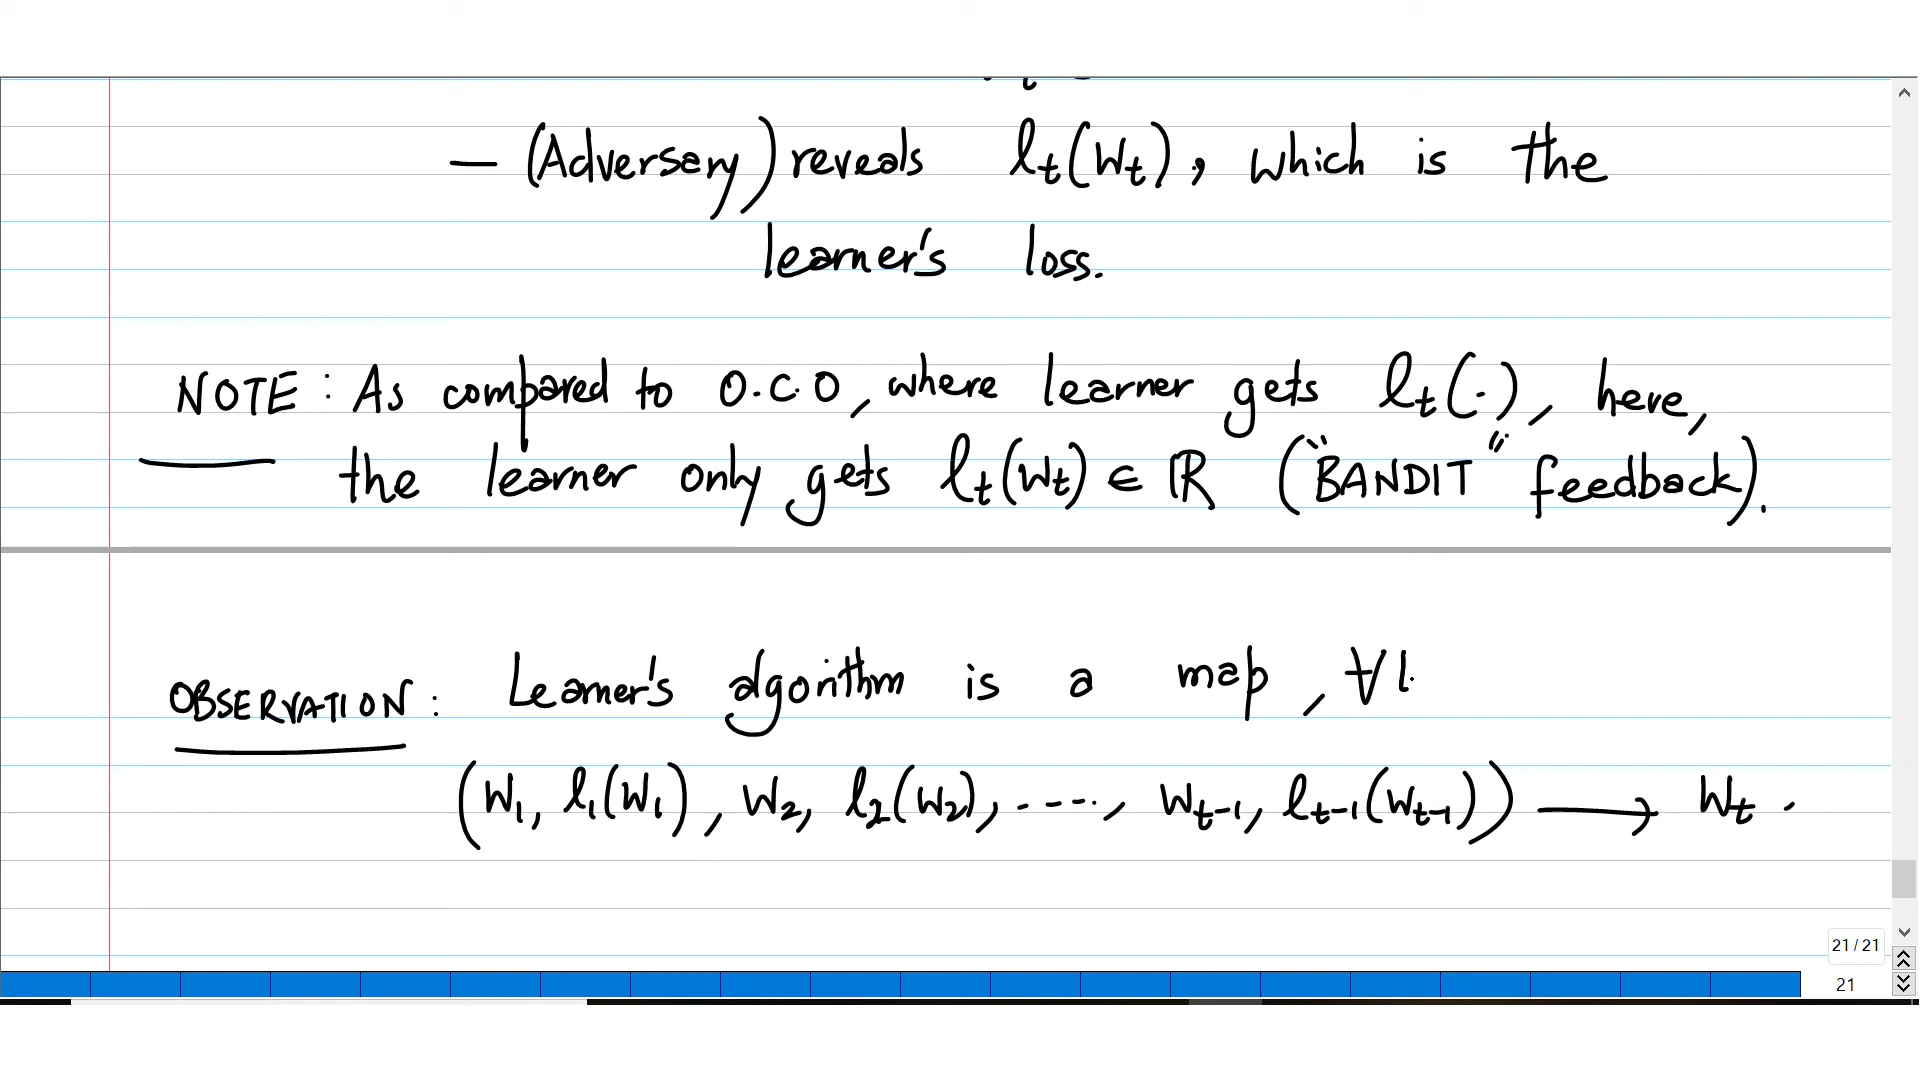 — (Adversary) reveals lₜ(Wₜ), which is the
learner's loss.
NOTE : As compared to O.C.O, where learner gets lₜ(·), here,
the learner only gets lₜ(Wₜ) ∈ ℝ ("BANDIT" feedback).
OBSERVATION : Learner's algorithm is a map, ∀
(W₁, l₁(W₁), W₂, l₂(W₂), ....., Wₜ₋₁, lₜ₋₁(Wₜ₋₁)) ⟶ Wₜ .
21 / 21
21